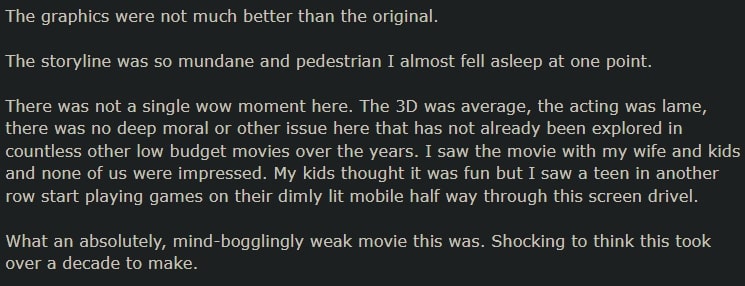 The graphics were not much better than the original.
The storyline was so mundane and pedestrian I almost fell asleep at one point.
There was not a single wow moment here. The 3D was average, the acting was lame,
there was no deep moral or other issue here that has not already been explored in
countless other low budget movies over the years. I saw the movie with my wife and kids
and none of us were impressed. My kids thought it was fun but I saw a teen in another
row start playing games on their dimly lit mobile half way through this screen drivel.
What an absolutely, mind-bogglingly weak movie this was. Shocking to think this took
over a decade to make.